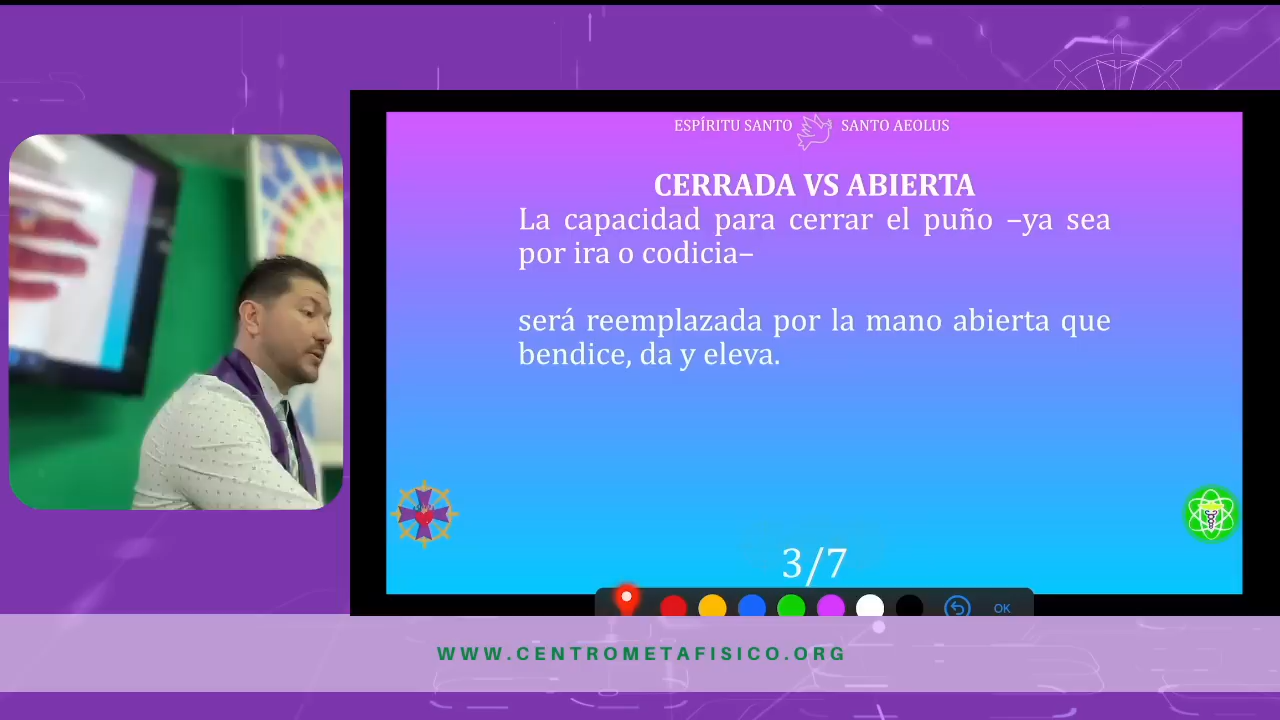 ESPÍRITU SANTO SANTO AEOLUS
CERRADA VS ABIERTA
La capacidad para cerrar el puño –ya sea
por ira o codicia–
será reemplazada por la mano abierta que
bendice, da y eleva.
3/7
OK
WWW.CENTROMETAFISICO.ORG